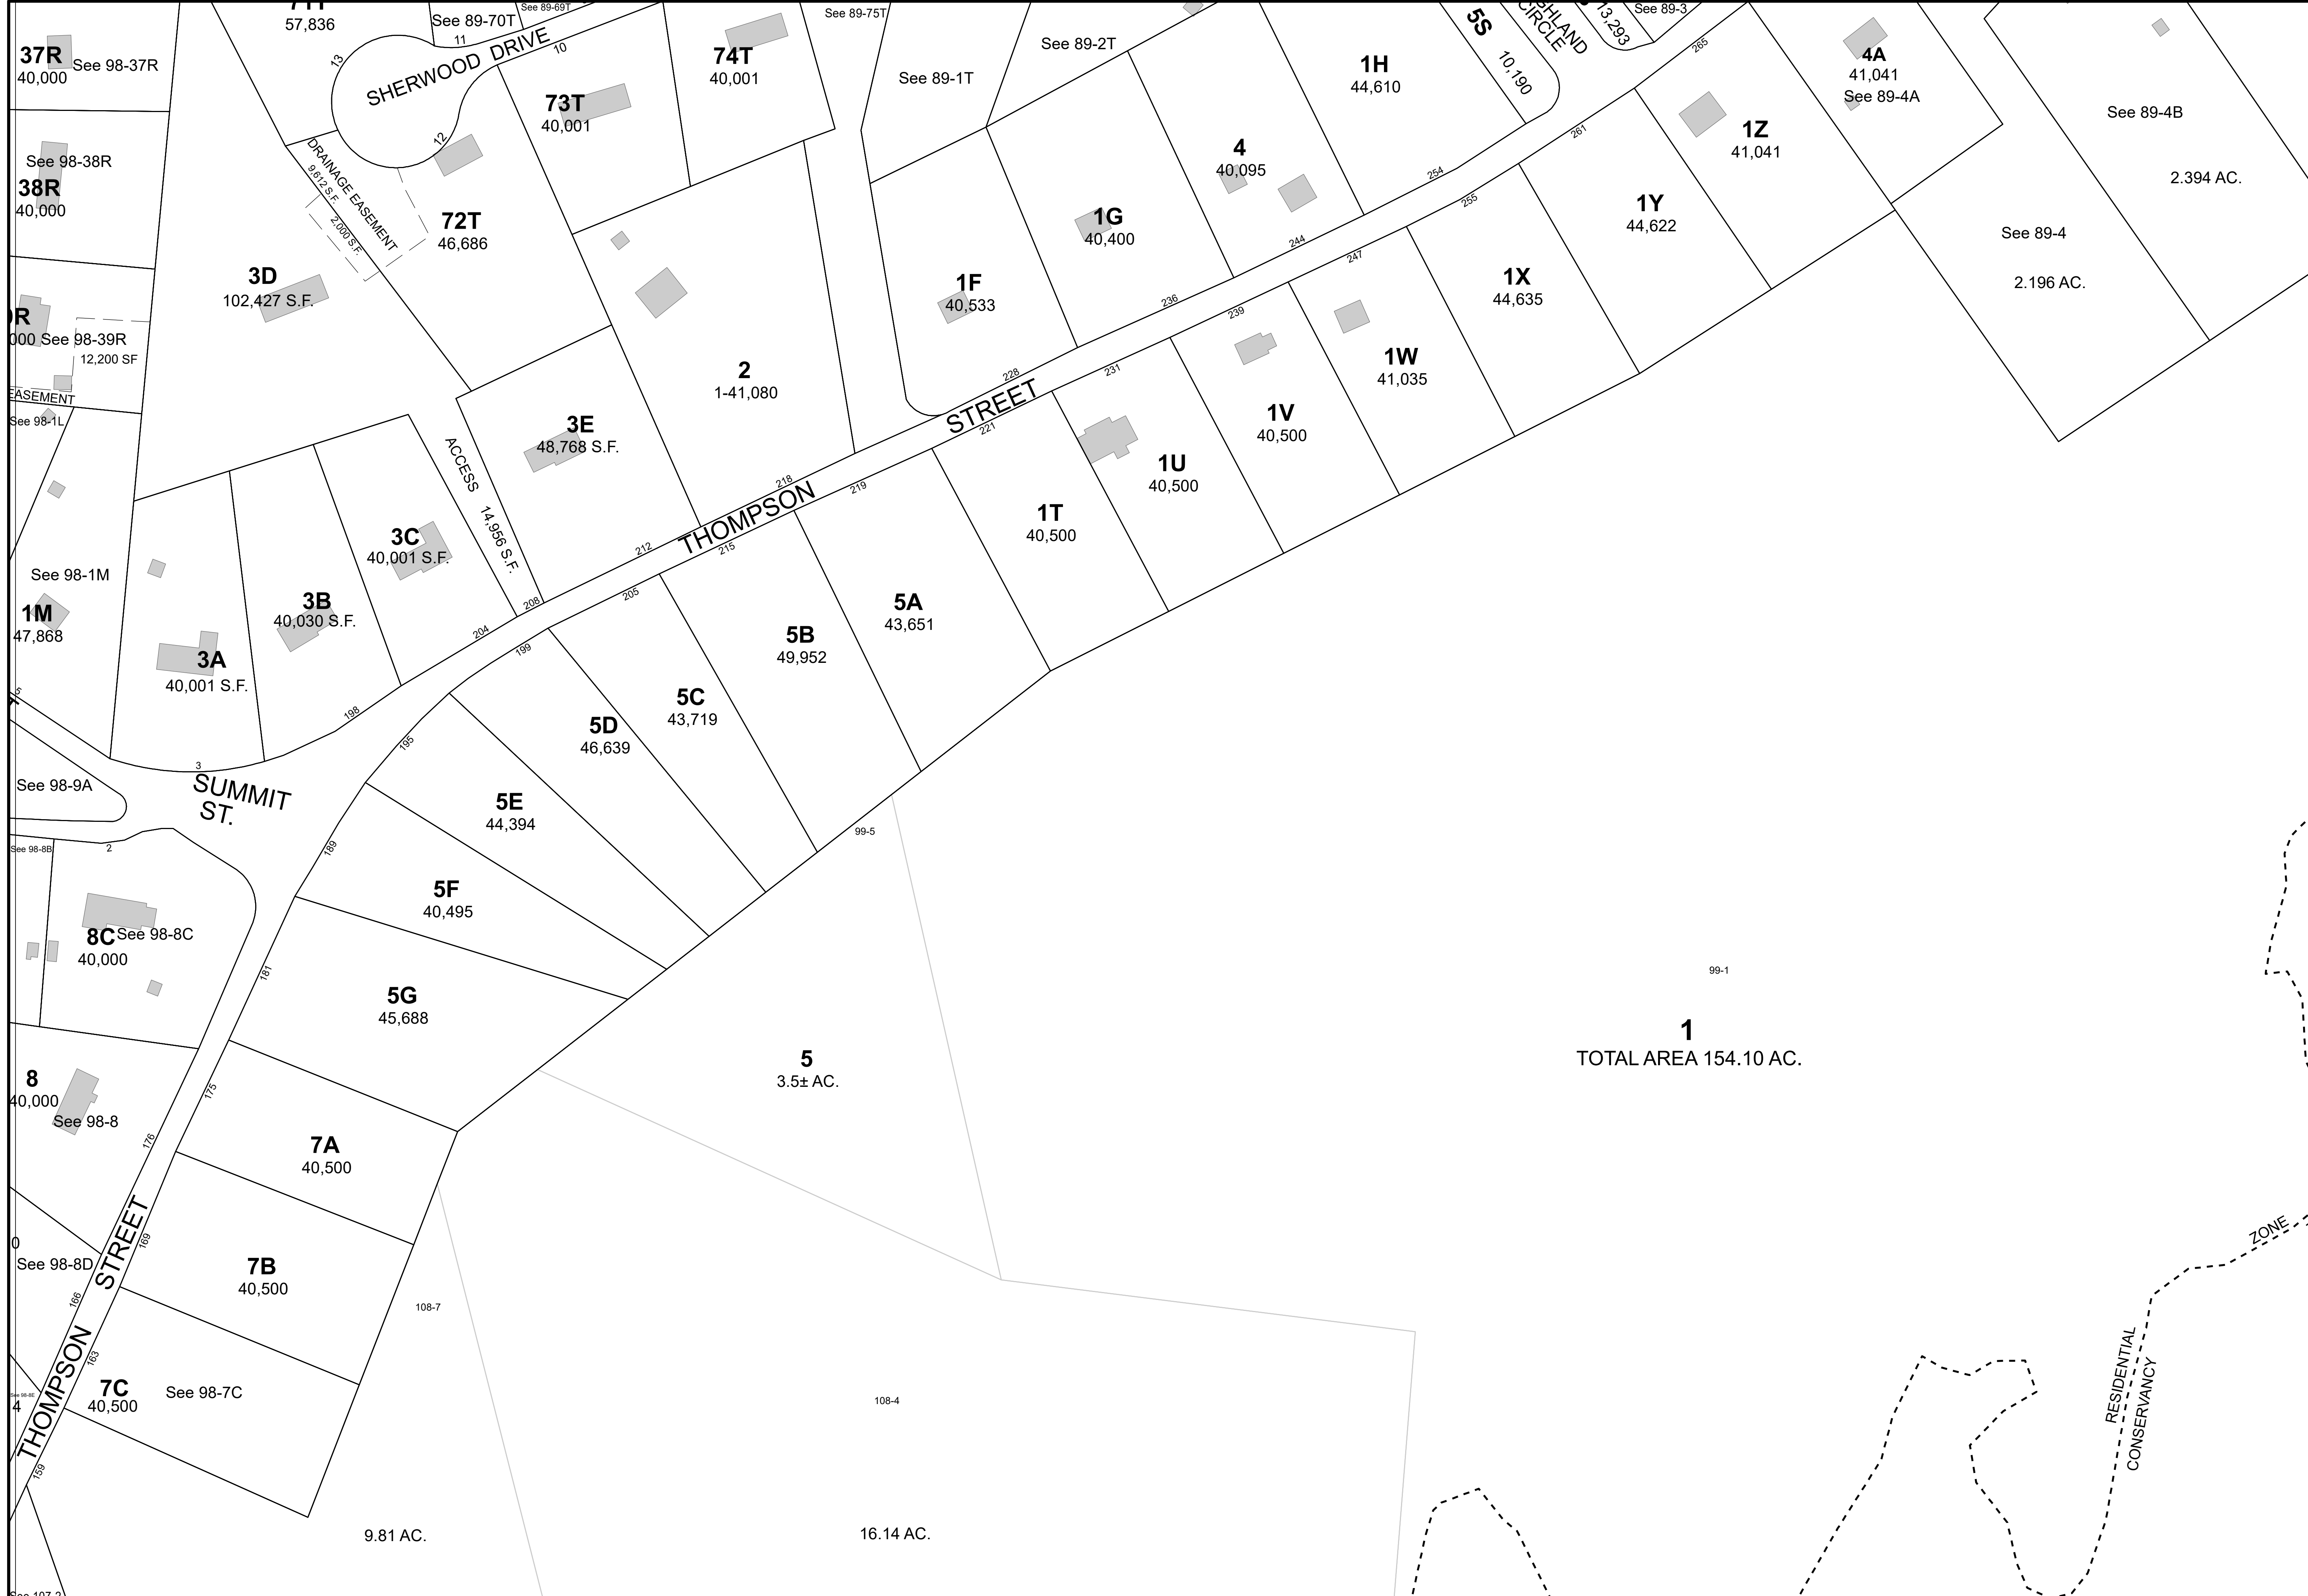 57,836
See 89-70T
See 89-69T
11
10
13
12
SHERWOOD DRIVE
37R
40,000
See 98-37R
See 98-38R
38R
40,000
See 98-39R
12,200 SF
EASEMENT
See 98-1L
DRAINAGE EASEMENT
9,612 S.F.
2,000 S.F.
73T
40,001
74T
40,001
See 89-75T
72T
46,686
3D
102,427 S.F.
See 89-1T
See 89-2T
1H
44,610
5S
10,190
CIRCLE
13,293
See 89-3
265
4A
41,041
See 89-4A
See 89-4B
2.394 AC.
See 89-4
2.196 AC.
1Z
41,041
261
1Y
44,622
254
255
4
40,095
1G
40,400
244
247
1X
44,635
1F
40,533
236
239
1W
41,035
228
231
STREET
221
1V
40,500
1U
40,500
1T
40,500
2
1-41,080
218
219
THOMPSON
212
215
3E
48,768 S.F.
ACCESS 14,956 S.F.
208
205
3C
40,001 S.F.
204
199
3B
40,030 S.F.
3A
40,001 S.F.
198
195
See 98-1M
1M
47,868
5
3
SUMMIT
ST.
See 98-9A
2
See 98-8B
5A
43,651
5B
49,952
5C
43,719
5D
46,639
5E
44,394
189
5F
40,495
181
5G
45,688
8C
See 98-8C
40,000
8
40,000
See 98-8
175
176
7A
40,500
169
7B
40,500
166
163
STREET
THOMPSON
See 98-8D
See 98-8E
7C
40,500
See 98-7C
159
99-5
5
3.5± AC.
99-1
1
TOTAL AREA 154.10 AC.
108-7
108-4
9.81 AC.
16.14 AC.
RESIDENTIAL
CONSERVANCY
ZONE